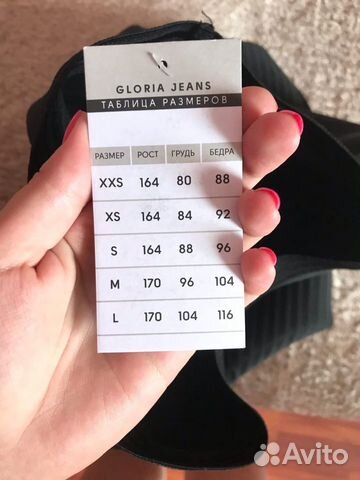 GLORIA JEANS
ТАБЛИЦА РАЗМЕРОВ
РАЗМЕР РОСТ ГРУДЬ БЕДРА
XXS 164 80 88
XS 164 84 92
S 164 88 96
M 170 96 104
L 170 104 116
Avito